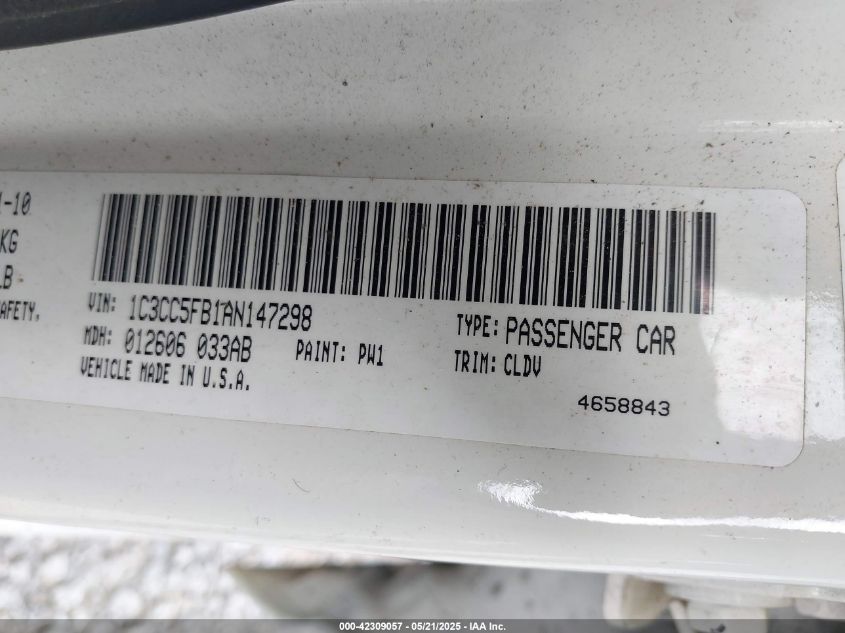 1-10
KG
LB
AFETY,
VIN: 1C3CC5FB1AN147298
TYPE: PASSENGER CAR
MDH: 012606 033AB
PAINT: PW1
TRIM: CLDV
VEHICLE MADE IN U.S.A.
4658843
000-42309057 - 05/21/2025 - IAA Inc.